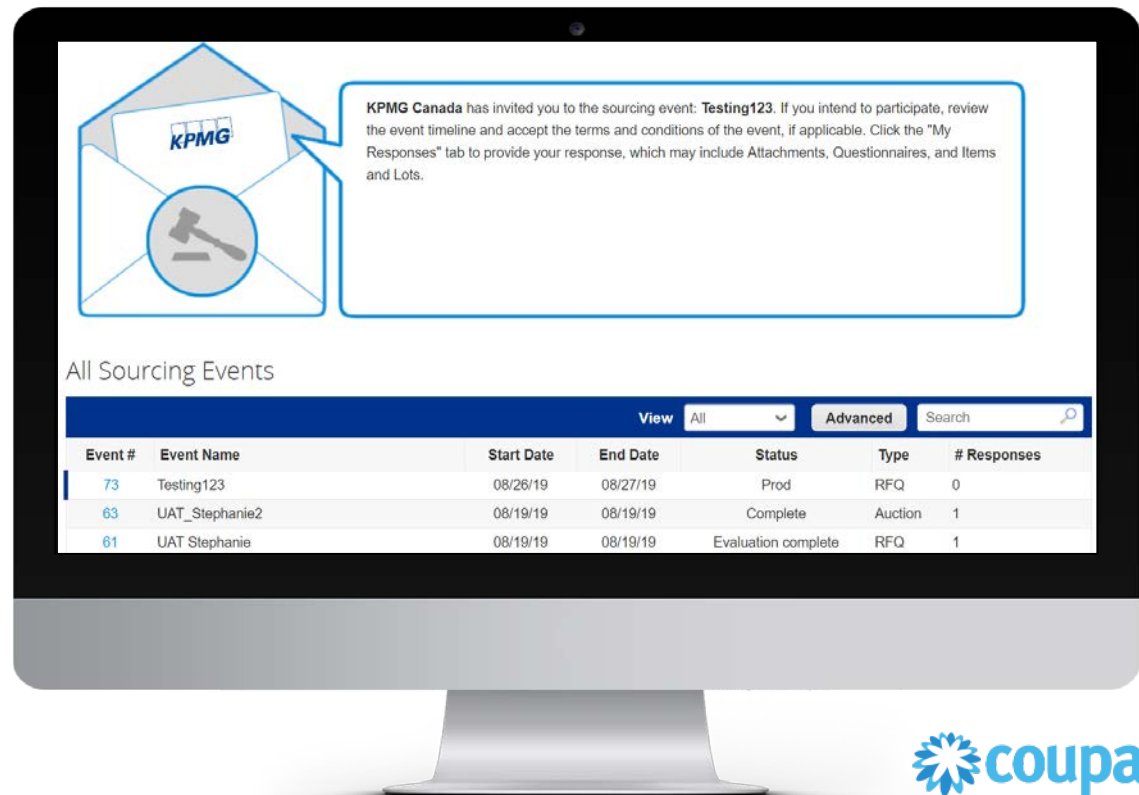 KPMG
KPMG Canada has invited you to the sourcing event: Testing123. If you intend to participate, review
the event timeline and accept the terms and conditions of the event, if applicable. Click the "My
Responses" tab to provide your response, which may include Attachments, Questionnaires, and Items
and Lots.
All Sourcing Events
View All Advanced Search
Event # Event Name Start Date End Date Status Type # Responses
73 Testing123 08/26/19 08/27/19 Prod RFQ 0
63 UAT_Stephanie2 08/19/19 08/19/19 Complete Auction 1
61 UAT Stephanie 08/19/19 08/19/19 Evaluation complete RFQ 1
coupa